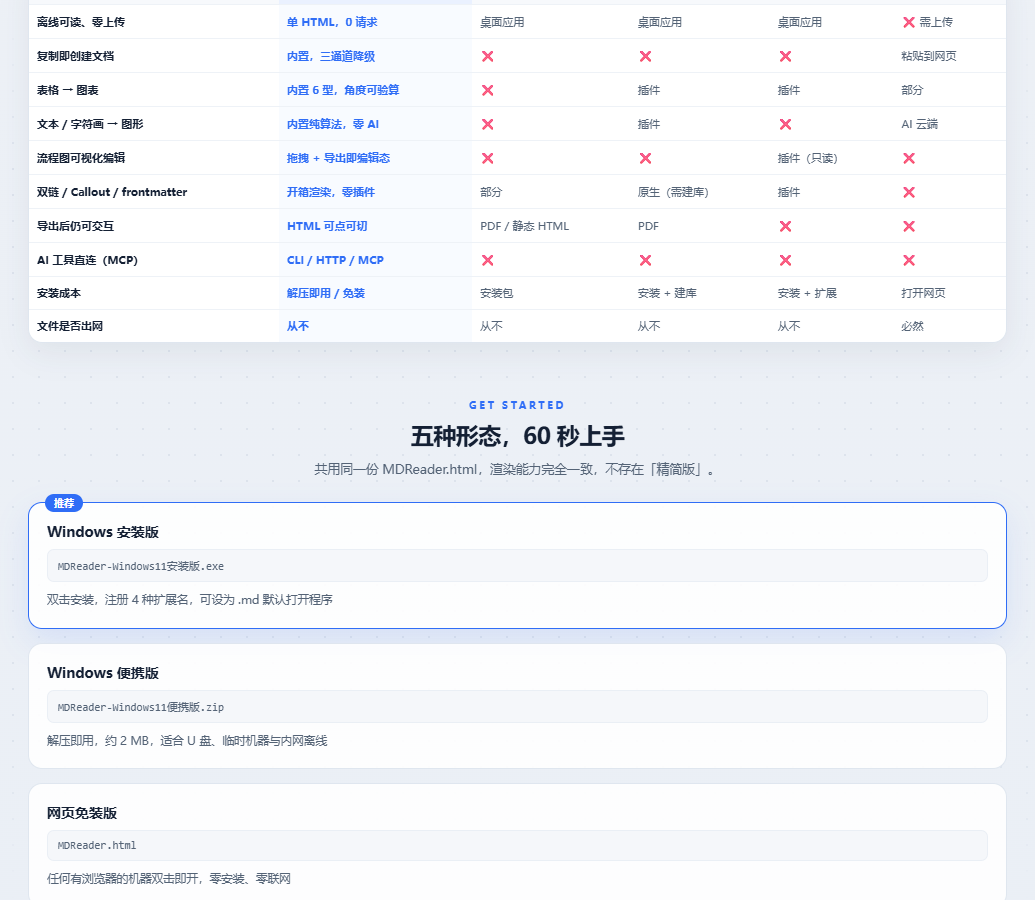 离线可读、零上传 单 HTML，0 请求 桌面应用 桌面应用 桌面应用 ❌ 需上传
复制即创建文档 内置，三通道降级 ❌ ❌ ❌ 粘贴到网页
表格 → 图表 内置 6 型，角度可验算 ❌ 插件 插件 部分
文本 / 字符画 → 图形 内置纯算法，零 AI ❌ 插件 ❌ AI 云端
流程图可视化编辑 拖拽 + 导出即编辑态 ❌ ❌ 插件（只读） ❌
双链 / Callout / frontmatter 开箱渲染，零插件 部分 原生（需建库） 插件 ❌
导出后仍可交互 HTML 可点可切 PDF / 静态 HTML PDF ❌ ❌
AI 工具直连（MCP） CLI / HTTP / MCP ❌ ❌ ❌ ❌
安装成本 解压即用 / 免装 安装包 安装 + 建库 安装 + 扩展 打开网页
文件是否出网 从不 从不 从不 从不 必然
GET STARTED
五种形态，60 秒上手
共用同一份 MDReader.html，渲染能力完全一致，不存在「精简版」。
推荐
Windows 安装版
MDReader-Windows11安装版.exe
双击安装，注册 4 种扩展名，可设为 .md 默认打开程序
Windows 便携版
MDReader-Windows11便携版.zip
解压即用，约 2 MB，适合 U 盘、临时机器与内网离线
网页免装版
MDReader.html
任何有浏览器的机器双击即开，零安装、零联网